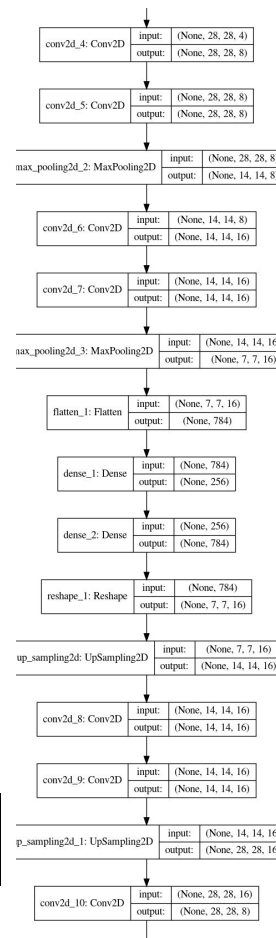 conv2d_4: Conv2D input: (None, 28, 28, 4)
output: (None, 28, 28, 8)
conv2d_5: Conv2D input: (None, 28, 28, 8)
output: (None, 28, 28, 8)
max_pooling2d_2: MaxPooling2D input: (None, 28, 28, 8)
output: (None, 14, 14, 8)
conv2d_6: Conv2D input: (None, 14, 14, 8)
output: (None, 14, 14, 16)
conv2d_7: Conv2D input: (None, 14, 14, 16)
output: (None, 14, 14, 16)
max_pooling2d_3: MaxPooling2D input: (None, 14, 14, 16
output: (None, 7, 7, 16)
flatten_1: Flatten input: (None, 7, 7, 16)
output: (None, 784)
dense_1: Dense input: (None, 784)
output: (None, 256)
dense_2: Dense input: (None, 256)
output: (None, 784)
reshape_1: Reshape input: (None, 784)
output: (None, 7, 7, 16)
up_sampling2d: UpSampling2D input: (None, 7, 7, 16)
output: (None, 14, 14, 16)
conv2d_8: Conv2D input: (None, 14, 14, 16)
output: (None, 14, 14, 16)
conv2d_9: Conv2D input: (None, 14, 14, 16)
output: (None, 14, 14, 16)
up_sampling2d_1: UpSampling2D input: (None, 14, 14, 16
output: (None, 28, 28, 16
conv2d_10: Conv2D input: (None, 28, 28, 16)
output: (None, 28, 28, 8)